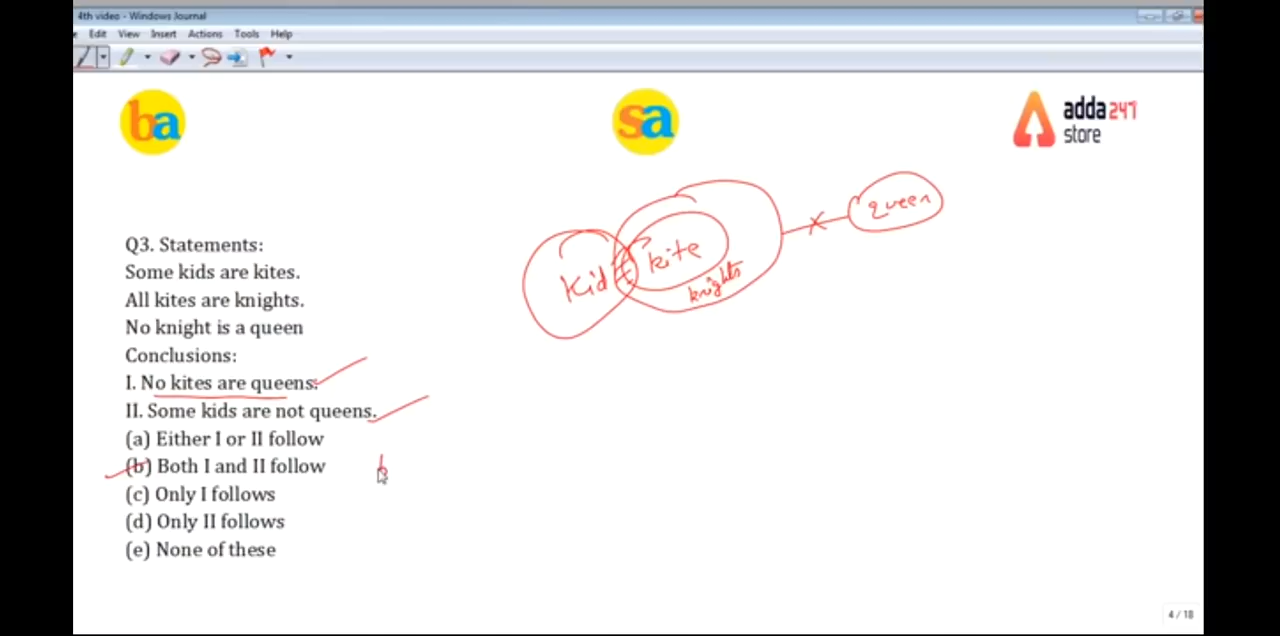 4th video - Windows Journal
Edit View Insert Actions Tools Help
ba
sa
adda 247
store
queen
kite
kid
knights
Q3. Statements:
Some kids are kites.
All kites are knights.
No knight is a queen
Conclusions:
I. No kites are queens.
II. Some kids are not queens.
(a) Either I or II follow
(b) Both I and II follow
(c) Only I follows
(d) Only II follows
(e) None of these
4 / 18